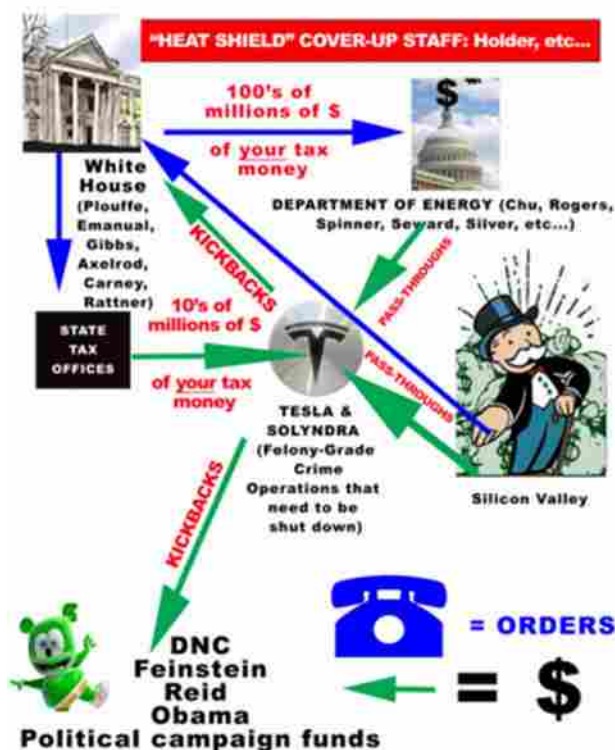 "HEAT SHIELD" COVER-UP STAFF: Holder, etc...
$
100's of
millions of $
of your tax
money
White
House
(Plouffe,
Emanual,
Gibbs,
Axelrod,
Carney,
Rattner)
DEPARTMENT OF ENERGY (Chu, Rogers,
Spinner, Seward, Silver, etc...)
KICKBACKS
PASS-THROUGHS
STATE
TAX
OFFICES
10's of
millions of $
of your tax
money
PASS-THROUGHS
TESLA &
SOLYNDRA
(Felony-Grade
Crime
Operations that
need to be
shut down)
Silicon Valley
KICKBACKS
DNC
Feinstein
Reid
Obama
Political campaign funds
= ORDERS
= $